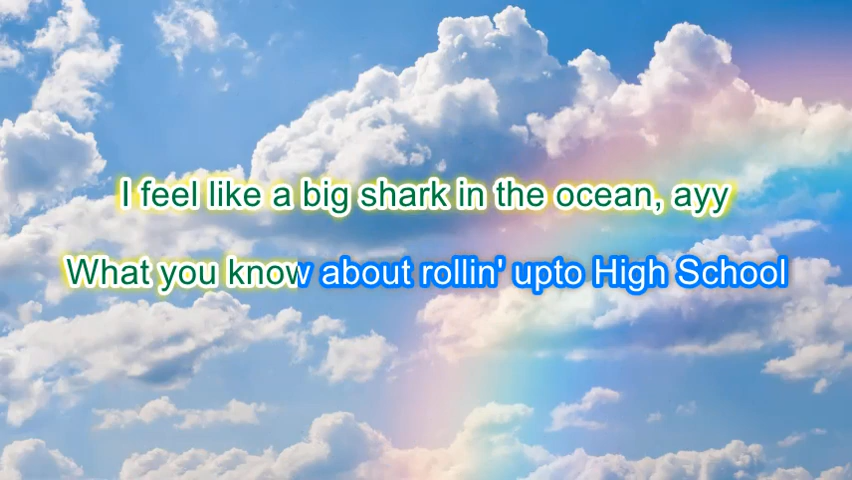 I feel like a big shark in the ocean, ayy
What you know about rollin' upto High School